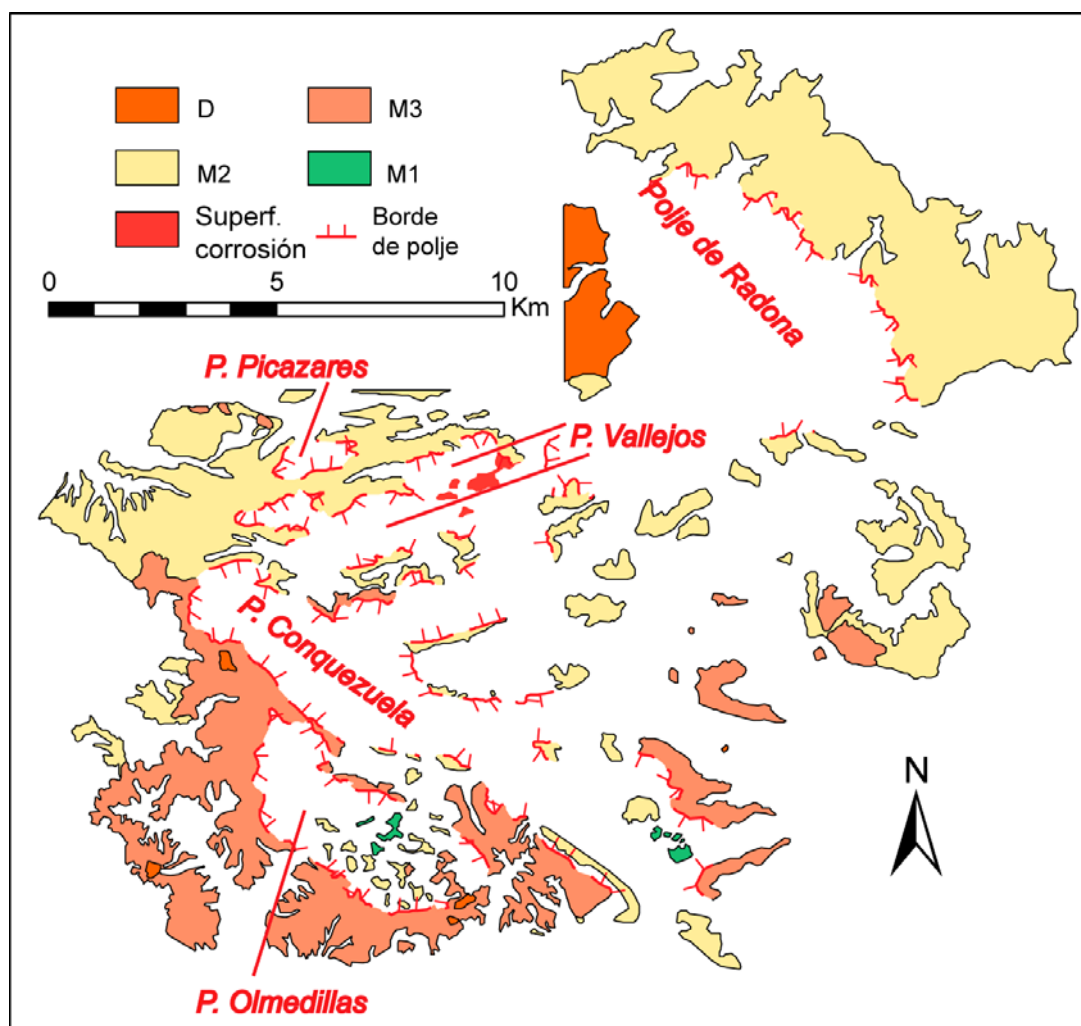 D
M3
M2
M1
Superf.
corrosión
Borde
de polje
0
5
10
Km
Polje de Radona
P. Picazares
P. Vallejos
P. Conquezuela
N
P. Olmedillas